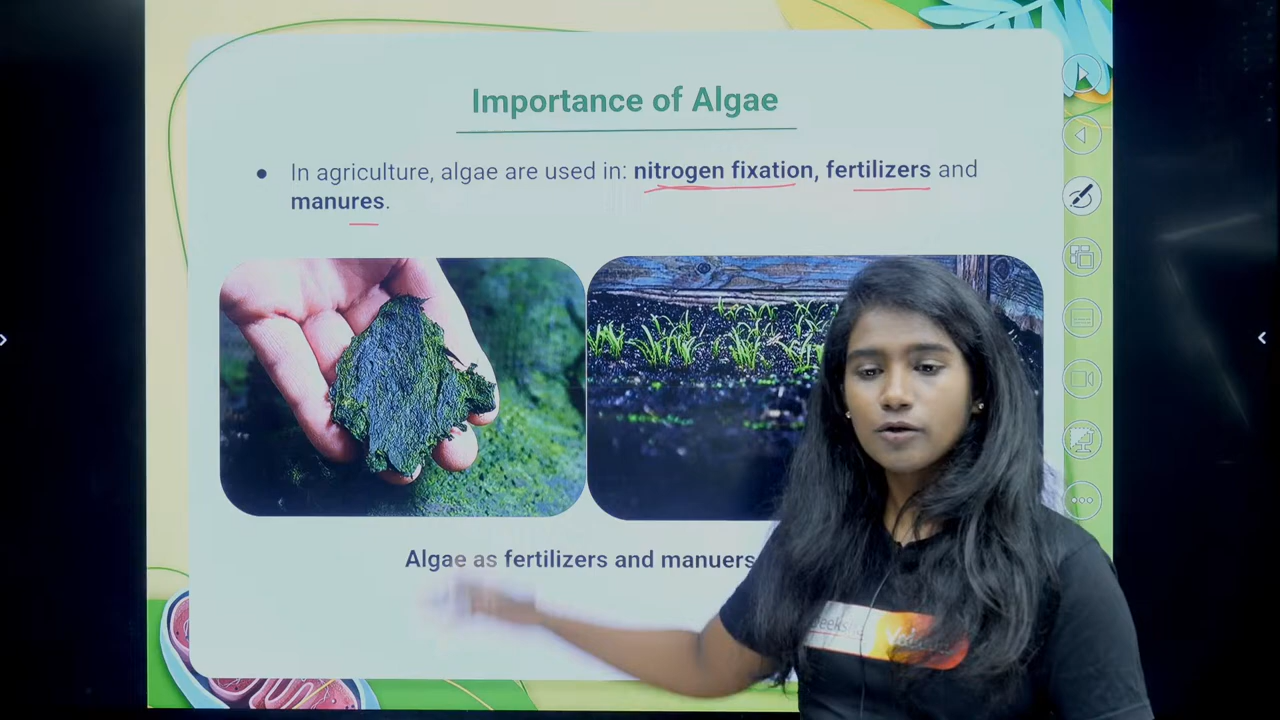 Importance of Algae
• In agriculture, algae are used in: nitrogen fixation, fertilizers and
manures.
Algae as fertilizers and manuers